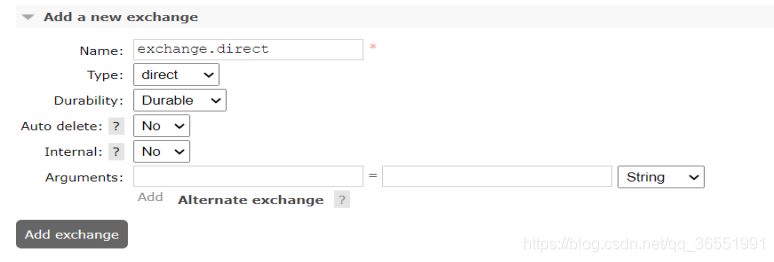 Add a new exchange
Name: exchange.direct *
Type: direct
Durability: Durable
Auto delete: ? No
Internal: ? No
Arguments: = String
Add Alternate exchange ?
Add exchange
https://blog.csdn.net/qq_36551991